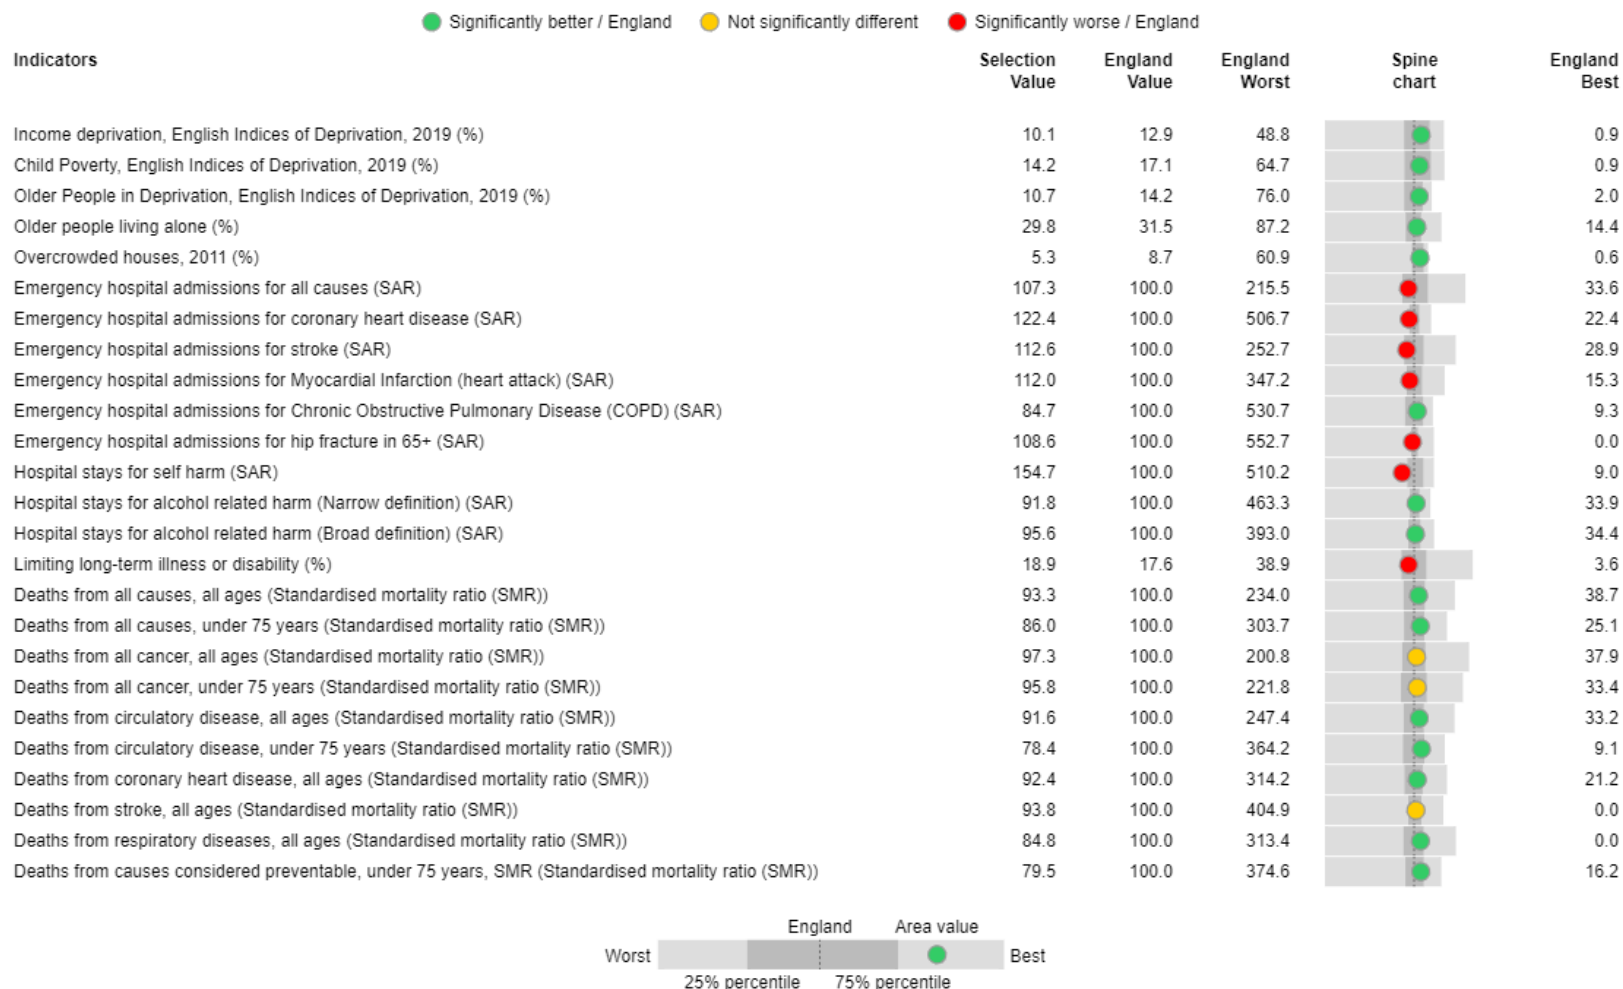 Significantly better / England Not significantly different Significantly worse / England
Indicators Selection Value England Value England Worst Spine chart England Best
Income deprivation, English Indices of Deprivation, 2019 (%) 10.1 12.9 48.8 0.9
Child Poverty, English Indices of Deprivation, 2019 (%) 14.2 17.1 64.7 0.9
Older People in Deprivation, English Indices of Deprivation, 2019 (%) 10.7 14.2 76.0 2.0
Older people living alone (%) 29.8 31.5 87.2 14.4
Overcrowded houses, 2011 (%) 5.3 8.7 60.9 0.6
Emergency hospital admissions for all causes (SAR) 107.3 100.0 215.5 33.6
Emergency hospital admissions for coronary heart disease (SAR) 122.4 100.0 506.7 22.4
Emergency hospital admissions for stroke (SAR) 112.6 100.0 252.7 28.9
Emergency hospital admissions for Myocardial Infarction (heart attack) (SAR) 112.0 100.0 347.2 15.3
Emergency hospital admissions for Chronic Obstructive Pulmonary Disease (COPD) (SAR) 84.7 100.0 530.7 9.3
Emergency hospital admissions for hip fracture in 65+ (SAR) 108.6 100.0 552.7 0.0
Hospital stays for self harm (SAR) 154.7 100.0 510.2 9.0
Hospital stays for alcohol related harm (Narrow definition) (SAR) 91.8 100.0 463.3 33.9
Hospital stays for alcohol related harm (Broad definition) (SAR) 95.6 100.0 393.0 34.4
Limiting long-term illness or disability (%) 18.9 17.6 38.9 3.6
Deaths from all causes, all ages (Standardised mortality ratio (SMR)) 93.3 100.0 234.0 38.7
Deaths from all causes, under 75 years (Standardised mortality ratio (SMR)) 86.0 100.0 303.7 25.1
Deaths from all cancer, all ages (Standardised mortality ratio (SMR)) 97.3 100.0 200.8 37.9
Deaths from all cancer, under 75 years (Standardised mortality ratio (SMR)) 95.8 100.0 221.8 33.4
Deaths from circulatory disease, all ages (Standardised mortality ratio (SMR)) 91.6 100.0 247.4 33.2
Deaths from circulatory disease, under 75 years (Standardised mortality ratio (SMR)) 78.4 100.0 364.2 9.1
Deaths from coronary heart disease, all ages (Standardised mortality ratio (SMR)) 92.4 100.0 314.2 21.2
Deaths from stroke, all ages (Standardised mortality ratio (SMR)) 93.8 100.0 404.9 0.0
Deaths from respiratory diseases, all ages (Standardised mortality ratio (SMR)) 84.8 100.0 313.4 0.0
Deaths from causes considered preventable, under 75 years, SMR (Standardised mortality ratio (SMR)) 79.5 100.0 374.6 16.2
England Area value
Worst Best
25% percentile 75% percentile